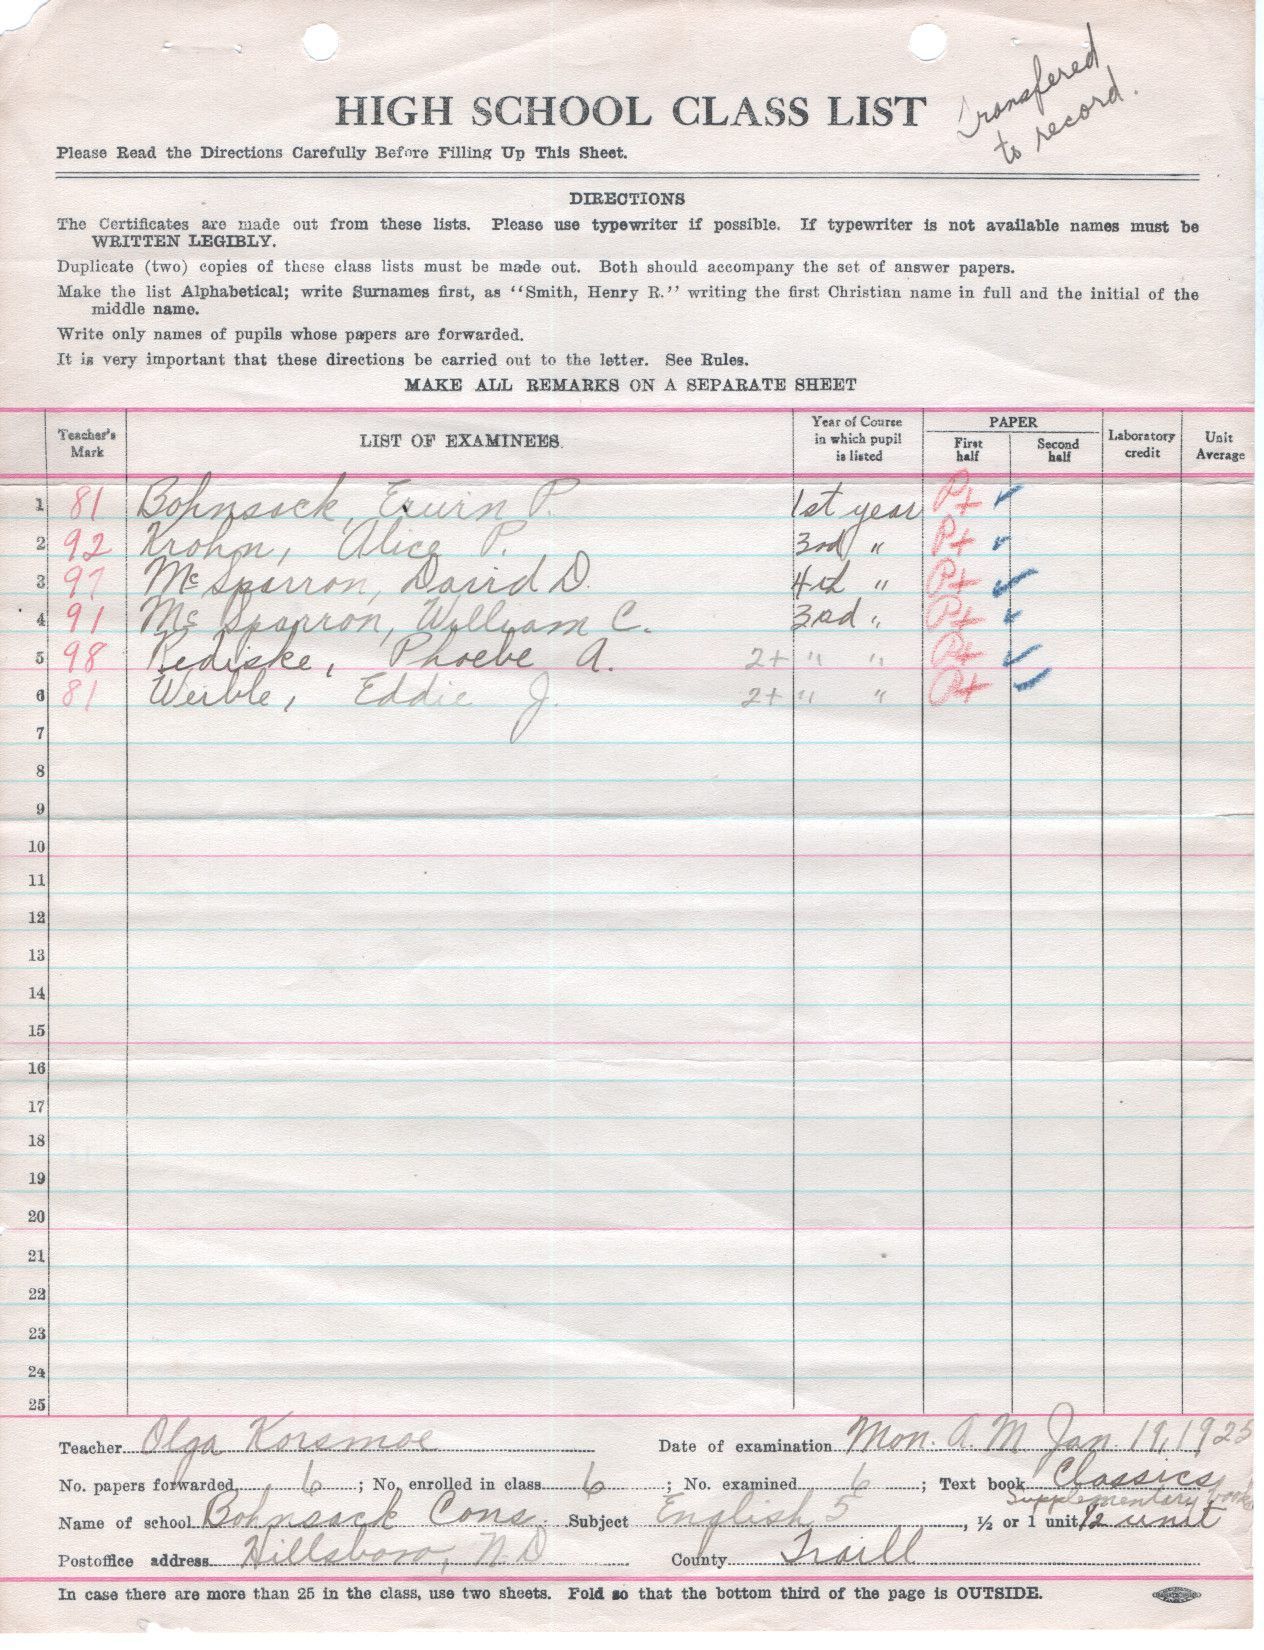 Transfered
to record.
HIGH SCHOOL CLASS LIST
Please Read the Directions Carefully Before Filling Up This Sheet.
DIRECTIONS
The Certificates are made out from these lists. Please use typewriter if possible. If typewriter is not available names must be
WRITTEN LEGIBLY.
Duplicate (two) copies of these class lists must be made out. Both should accompany the set of answer papers.
Make the list Alphabetical; write Surnames first, as "Smith, Henry R." writing the first Christian name in full and the initial of the
middle name.
Write only names of pupils whose papers are forwarded.
It is very important that these directions be carried out to the letter. See Rules.
MAKE ALL REMARKS ON A SEPARATE SHEET
Teacher's Mark LIST OF EXAMINEES. Year of Course in which pupil is listed PAPER First half Second half Laboratory credit Unit Average
1 81 Bohnsack, Erwin P. 1st year P+ ✓
2 92 Krohn, Alice P. 3rd " P+ ✓
3 97 McSparron, David D. 4th " P+ ✓
4 91 McSparron, William C. 3rd " P+ ✓
5 98 Rediske, Phoebe A. 2+ " " P+ ✓
6 81 Weible, Eddie J. 2+ " " P+ ✓
7
8
9
10
11
12
13
14
15
16
17
18
19
20
21
22
23
24
25
Teacher Olga Korsmoe Date of examination Mon. A.M Jan. 19, 1925
No. papers forwarded 6; No. enrolled in class 6; No. examined 6; Text book Classics
Supplementary
Name of school Bohnsack Cons. Subject English 5, ½ or 1 unit ½ unit
Postoffice address Hillsboro, N D County Traill
In case there are more than 25 in the class, use two sheets. Fold so that the bottom third of the page is OUTSIDE.